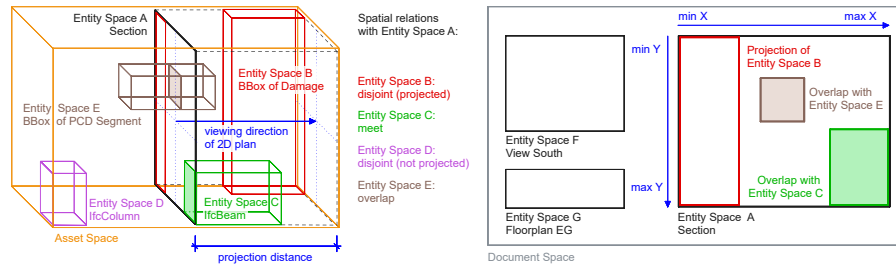 Entity Space A
Section
Spatial relations
with Entity Space A:
Entity Space B
BBox of Damage
Entity Space B:
disjoint (projected)
Entity Space E
BBox of PCD Segment
Entity Space C:
meet
viewing direction
of 2D plan
Entity Space D:
disjoint (not projected)
Entity Space E:
overlap
Entity Space D
IfcColumn
Entity Space C
IfcBeam
Asset Space
projection distance
min X
max X
min Y
Projection of
Entity Space B
Overlap with
Entity Space E
Entity Space F
View South
Overlap with
Entity Space C
max Y
Entity Space G
Floorplan EG
Entity Space A
Section
Document Space